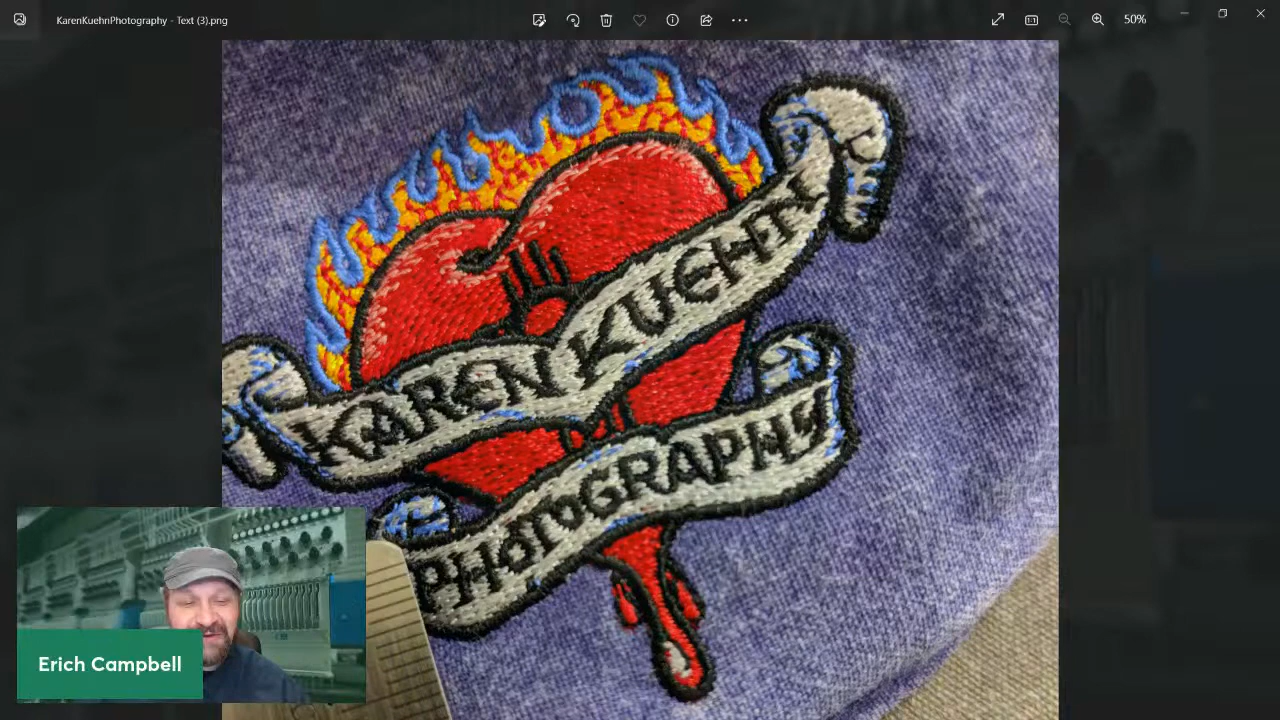 KarenKuehnPhotography - Text (3).png
50%
KAREN KUEHN
PHOTOGRAPHY
Erich Campbell